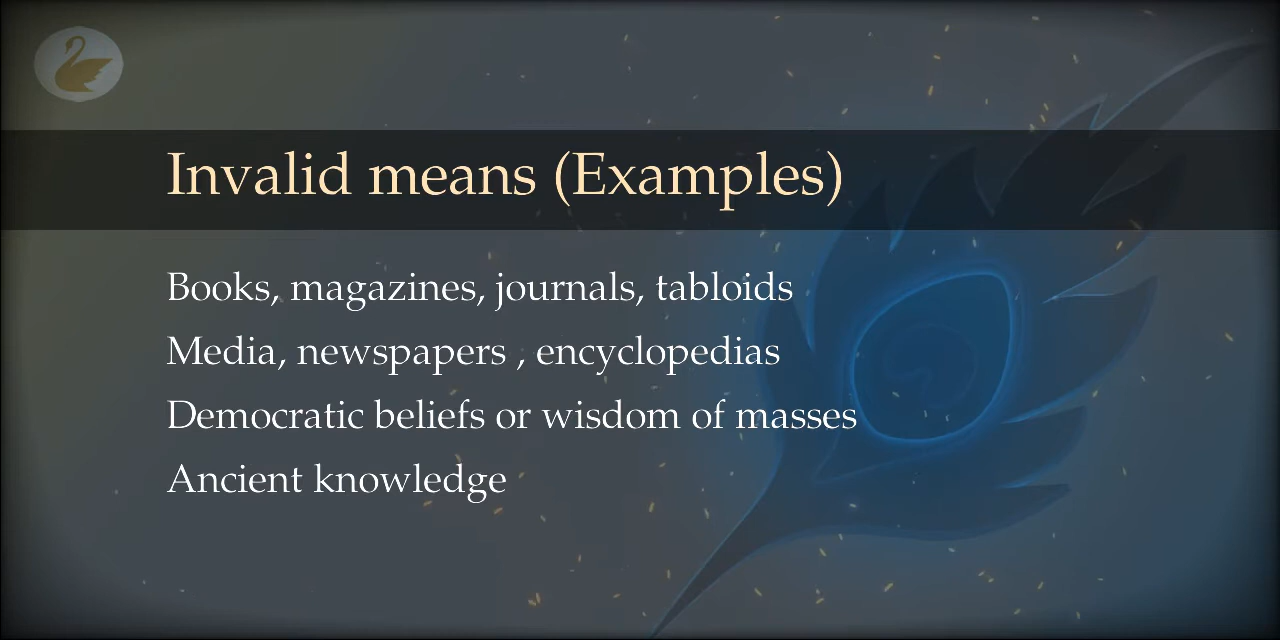 Invalid means (Examples)
Books, magazines, journals, tabloids
Media, newspapers , encyclopedias
Democratic beliefs or wisdom of masses
Ancient knowledge